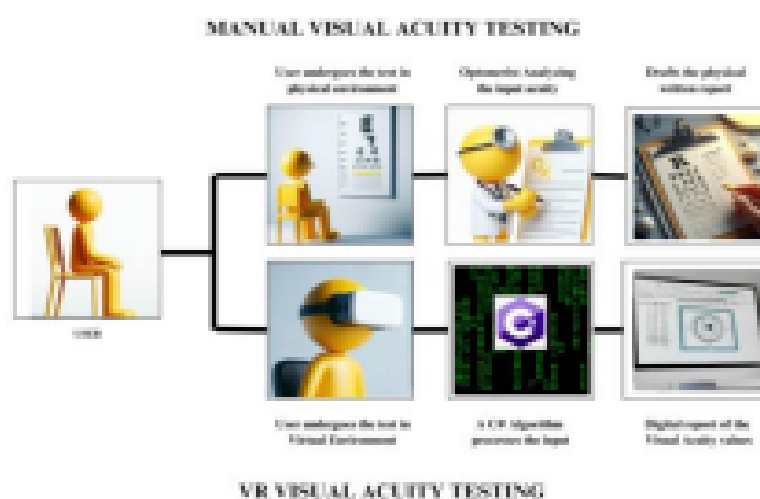 MANUAL VISUAL ACUITY TESTING
User undergoes the test in
physical environment
Optometrist Analyzing
the input acuity
Drafts the physical
written report
USER
User undergoes the test in
Virtual Environment
A C# Algorithm
processes the input
Digital report of the
Visual Acuity values
VR VISUAL ACUITY TESTING